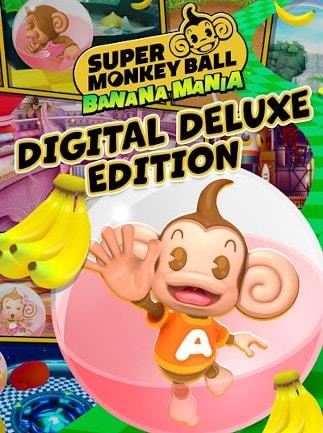 SUPER
MONKEY BALL
BANANA MANIA
DIGITAL DELUXE
EDITION
A